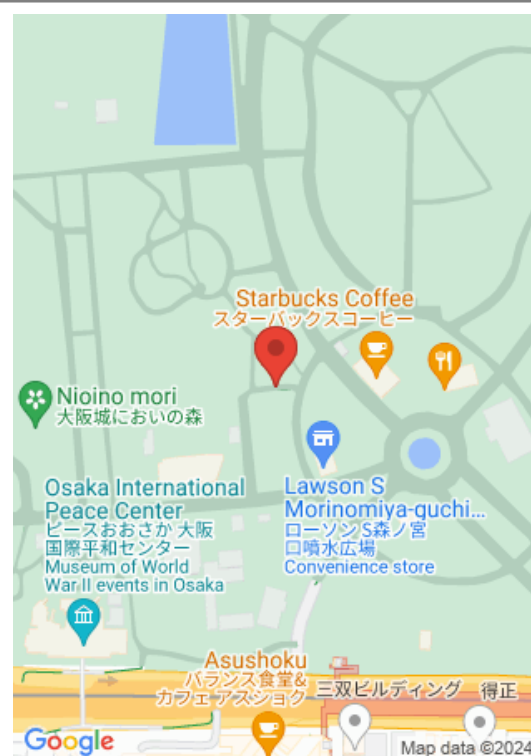 Starbucks Coffee
スターバックスコーヒー
Nioino mori
大阪城においの森
Osaka International
Peace Center
ピースおおさか 大阪
国際平和センター
Museum of World
War II events in Osaka
Lawson S
Morinomiya-guchi...
ローソン S森ノ宮
口噴水広場
Convenience store
Asushoku
バランス食堂&
カフェ アスショク
三双ビルディング
得正
Google
Map data ©2024